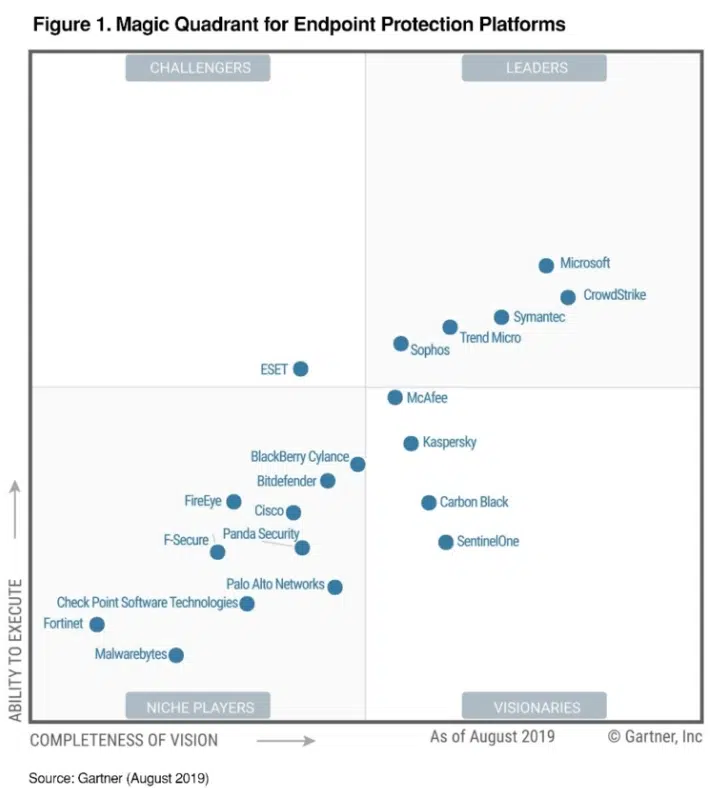 Figure 1. Magic Quadrant for Endpoint Protection Platforms
CHALLENGERS
LEADERS
Microsoft
CrowdStrike
Symantec
Trend Micro
Sophos
ESET
McAfee
Kaspersky
BlackBerry Cylance
Bitdefender
FireEye
Cisco
Carbon Black
F-Secure
Panda Security
SentinelOne
Palo Alto Networks
Check Point Software Technologies
Fortinet
Malwarebytes
NICHE PLAYERS
VISIONARIES
ABILITY TO EXECUTE
COMPLETENESS OF VISION
As of August 2019
© Gartner, Inc
Source: Gartner (August 2019)